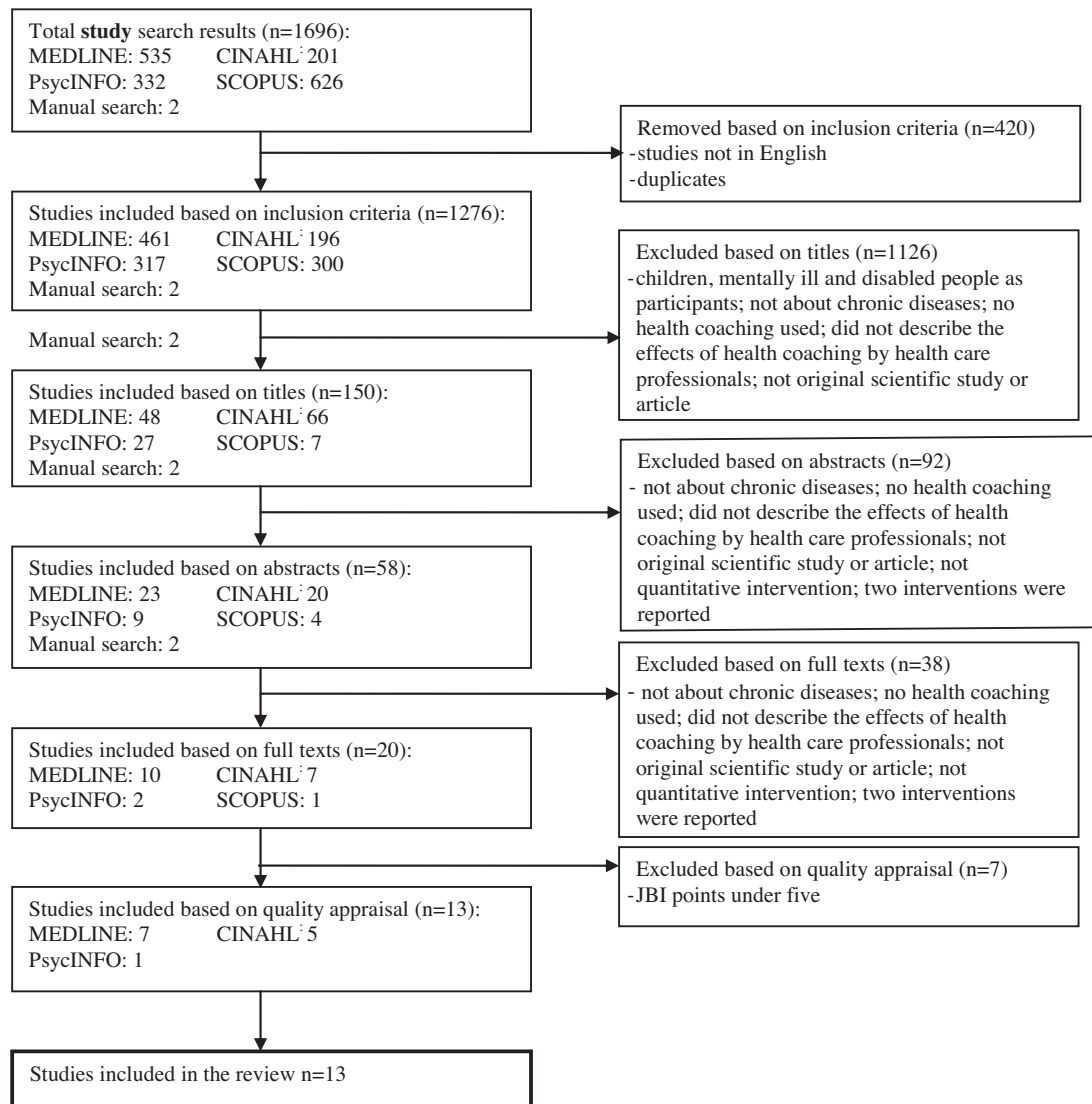 Total study search results (n=1696):
MEDLINE: 535 CINAHL: 201
PsycINFO: 332 SCOPUS: 626
Manual search: 2
Removed based on inclusion criteria (n=420)
-studies not in English
-duplicates
Studies included based on inclusion criteria (n=1276):
MEDLINE: 461 CINAHL: 196
PsycINFO: 317 SCOPUS: 300
Manual search: 2
Excluded based on titles (n=1126)
-children, mentally ill and disabled people as
participants; not about chronic diseases; no
health coaching used; did not describe the
effects of health coaching by health care
professionals; not original scientific study or
article
Manual search: 2
Studies included based on titles (n=150):
MEDLINE: 48 CINAHL: 66
PsycINFO: 27 SCOPUS: 7
Manual search: 2
Excluded based on abstracts (n=92)
- not about chronic diseases; no health coaching
used; did not describe the effects of health
coaching by health care professionals; not
original scientific study or article; not
quantitative intervention; two interventions were
reported
Studies included based on abstracts (n=58):
MEDLINE: 23 CINAHL: 20
PsycINFO: 9 SCOPUS: 4
Manual search: 2
Excluded based on full texts (n=38)
- not about chronic diseases; no health coaching
used; did not describe the effects of health
coaching by health care professionals; not
original scientific study or article; not
quantitative intervention; two interventions
were reported
Studies included based on full texts (n=20):
MEDLINE: 10 CINAHL: 7
PsycINFO: 2 SCOPUS: 1
Excluded based on quality appraisal (n=7)
-JBI points under five
Studies included based on quality appraisal (n=13):
MEDLINE: 7 CINAHL: 5
PsycINFO: 1
Studies included in the review n=13